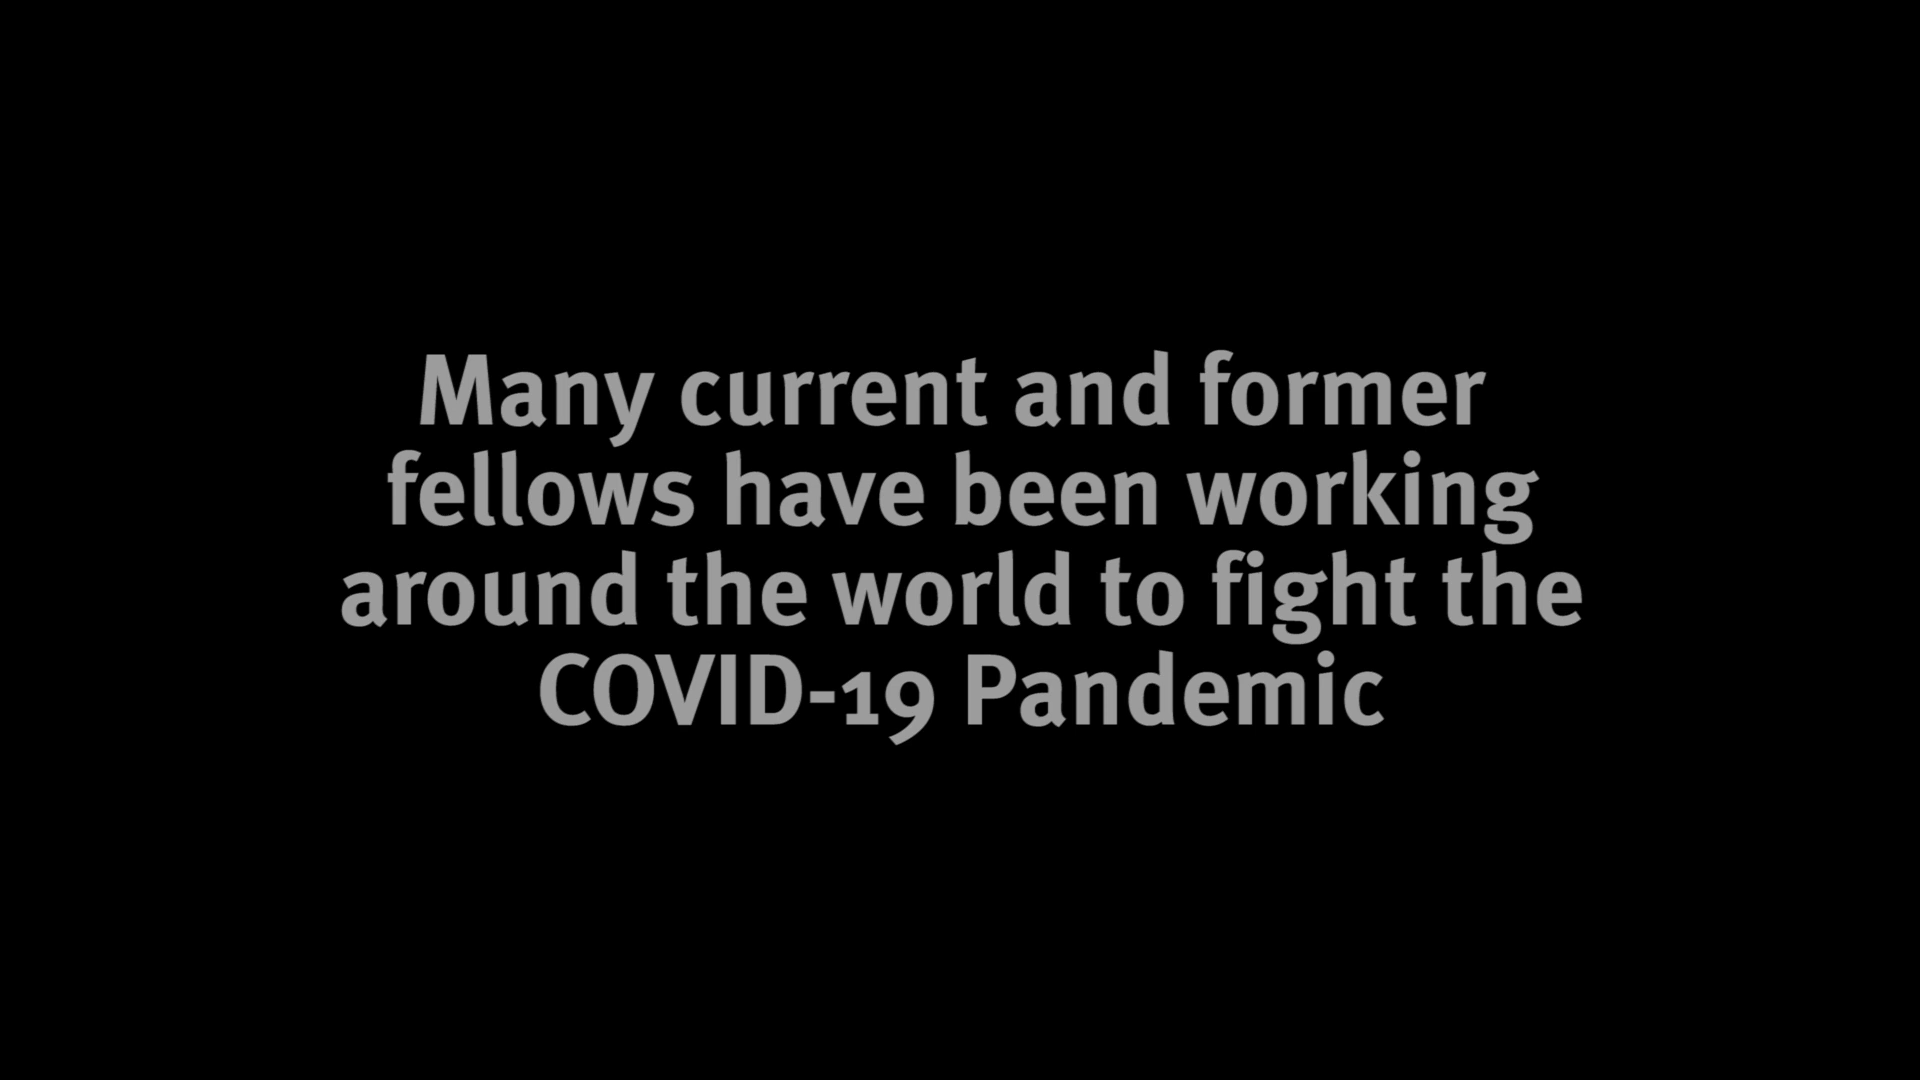 Many current and former
fellows have been working
around the world to fight the
COVID-19 Pandemic